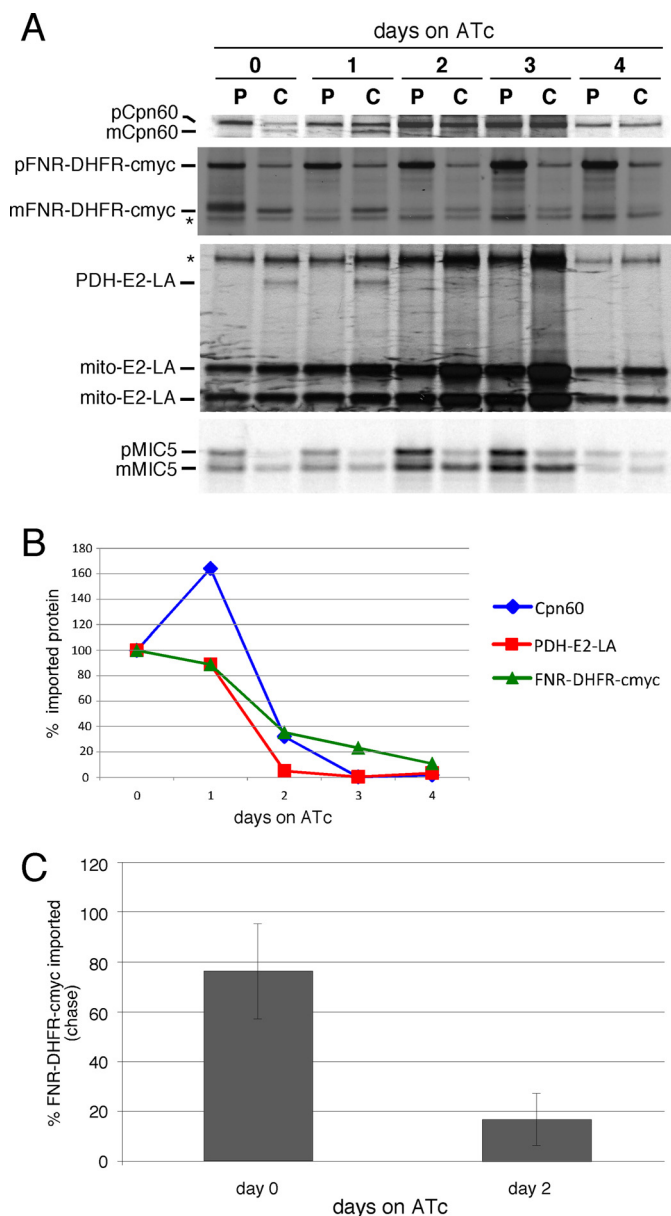 A
days on ATc
0 1 2 3 4
P C P C P C P C P C
pCpn60
mCpn60
pFNR-DHFR-cmyc
mFNR-DHFR-cmyc
*
*
PDH-E2-LA
mito-E2-LA
mito-E2-LA
pMIC5
mMIC5
B
% imported protein
180
160
140
120
100
80
60
40
20
0
0 1 2 3 4
days on ATc
Cpn60
PDH-E2-LA
FNR-DHFR-cmyc
C
% FNR-DHFR-cmyc imported
(chase)
120
100
80
60
40
20
0
day 0 day 2
days on ATc